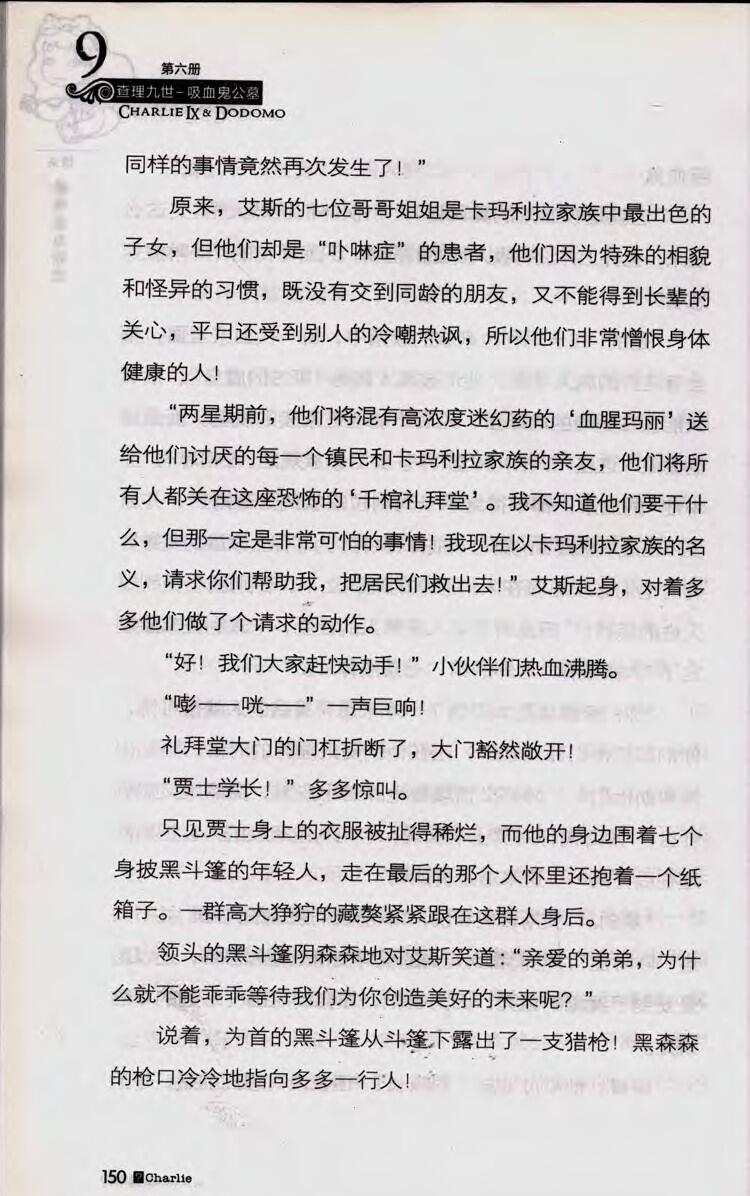 9
第六册
查理九世-吸血鬼公墓
CHARLIE IX & DODOMO
同样的事情竟然再次发生了！”
原来，艾斯的七位哥哥姐姐是卡玛利拉家族中最出色的
子女，但他们却是“卟啉症”的患者，他们因为特殊的相貌
和怪异的习惯，既没有交到同龄的朋友，又不能得到长辈的
关心，平日还受到别人的冷嘲热讽，所以他们非常憎恨身体
健康的人！
“两星期前，他们将混有高浓度迷幻药的‘血腥玛丽’送
给他们讨厌的每一个镇民和卡玛利拉家族的亲友，他们将所
有人都关在这座恐怖的‘千棺礼拜堂’。我不知道他们要干什
么，但那一定是非常可怕的事情！我现在以卡玛利拉家族的名
义，请求你们帮助我，把居民们救出去！”艾斯起身，对着多
多他们做了个请求的动作。
“好！我们大家赶快动手！”小伙伴们热血沸腾。
“嘭——咣——”一声巨响！
礼拜堂大门的门杠折断了，大门豁然敞开！
“贾士学长！”多多惊叫。
只见贾士身上的衣服被扯得稀烂，而他的身边围着七个
身披黑斗篷的年轻人，走在最后的那个人怀里还抱着一个纸
箱子。一群高大狰狞的藏獒紧紧跟在这群人身后。
领头的黑斗篷阴森森地对艾斯笑道：“亲爱的弟弟，为什
么就不能乖乖等待我们为你创造美好的未来呢？”
说着，为首的黑斗篷从斗篷下露出了一支猎枪！黑森森
的枪口冷冷地指向多多一行人！
150 Charlie